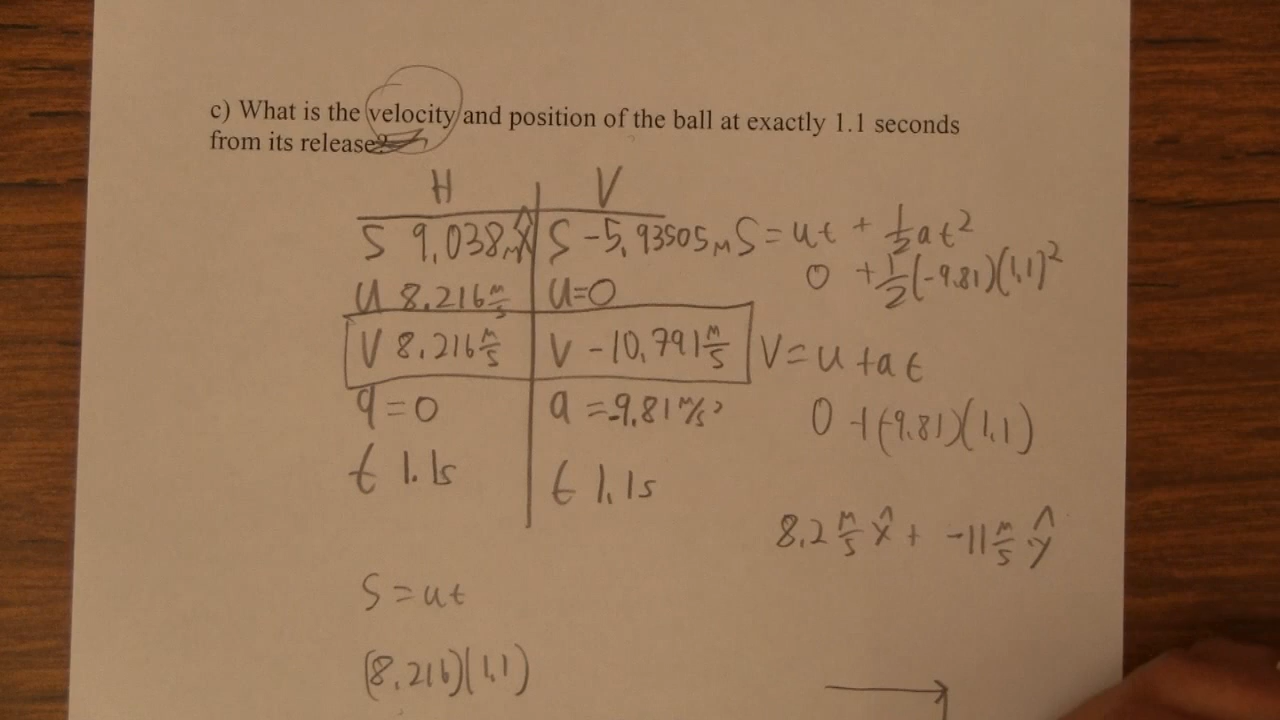 c) What is the velocity and position of the ball at exactly 1.1 seconds
from its release?
H V
S 9.038m x̂ S -5.93505m S = ut + 1/2 at²
0 + 1/2 (-9.81)(1.1)²
u 8.216 m/s u=0
V 8.216 m/s V -10.791 m/s V = u + at
a = 0 a = -9.81 m/s² 0 + (-9.81)(1.1)
t 1.1s t 1.1s
8.2 m/s x̂ + -11 m/s ŷ
S = ut
(8.216)(1.1)